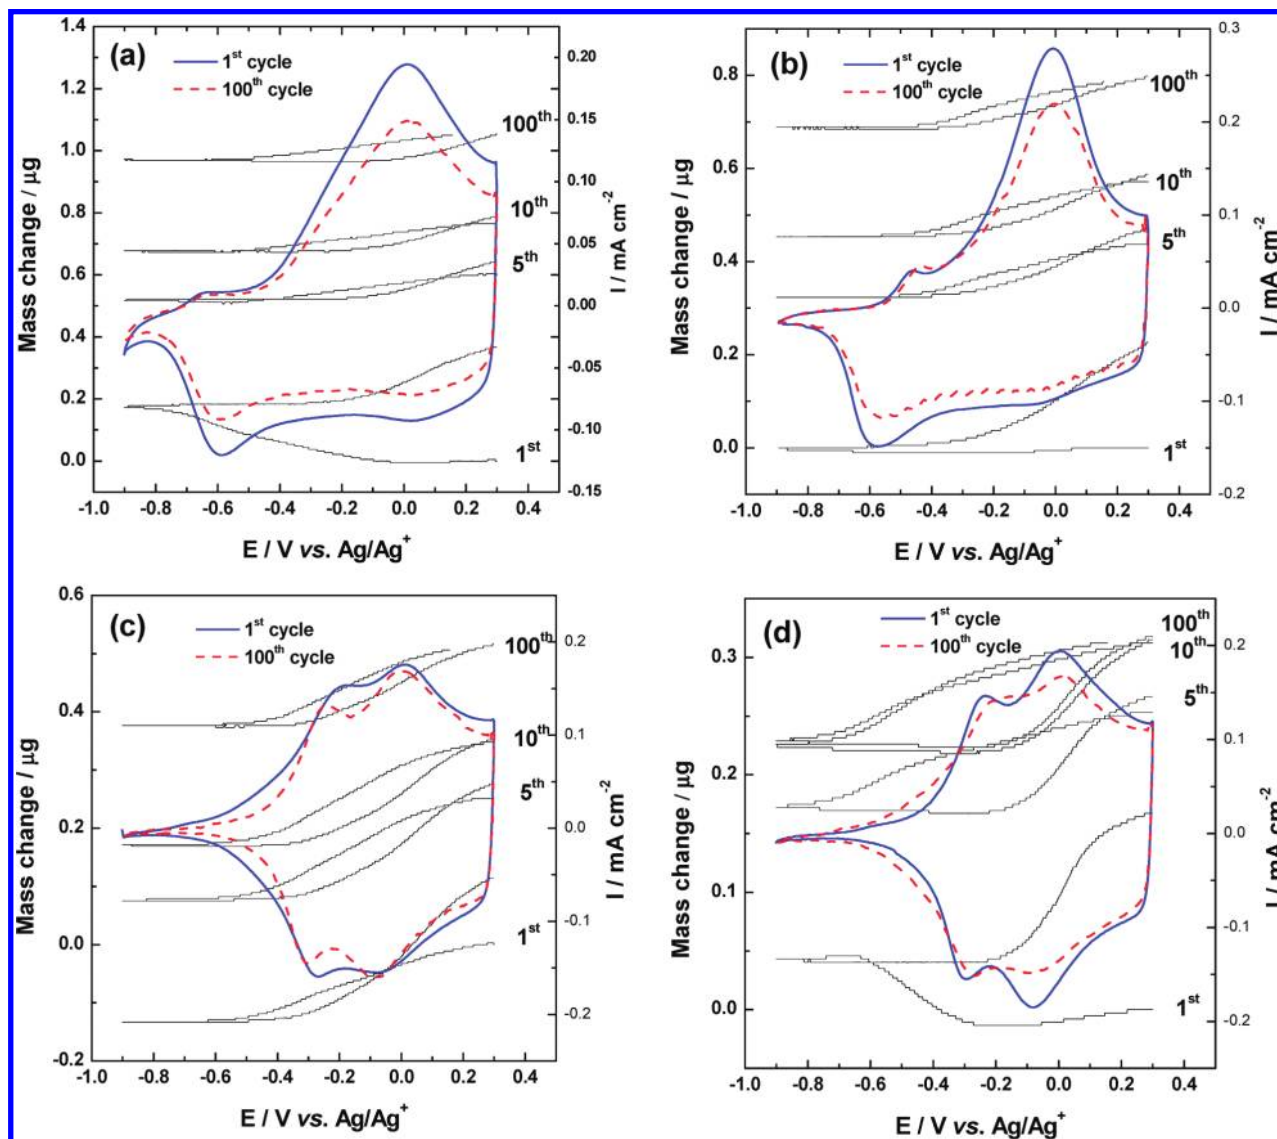 (a)
1st cycle
100th cycle
100th
10th
5th
1st
1.4
1.2
1.0
0.8
0.6
0.4
0.2
0.0
Mass change / μg
0.20
0.15
0.10
0.05
0.00
-0.05
-0.10
-0.15
I / mA cm-2
-1.0 -0.8 -0.6 -0.4 -0.2 0.0 0.2 0.4
E / V vs. Ag/Ag+
(b)
1st cycle
100th cycle
100th
10th
5th
1st
0.8
0.6
0.4
0.2
0.0
Mass change / μg
0.3
0.2
0.1
0.0
-0.1
-0.2
I / mA cm-2
-1.0 -0.8 -0.6 -0.4 -0.2 0.0 0.2 0.4
E / V vs. Ag/Ag+
(c)
1st cycle
100th cycle
100th
10th
5th
1st
0.6
0.4
0.2
0.0
-0.2
Mass change / μg
0.2
0.1
0.0
-0.1
-0.2
I / mA cm-2
-1.0 -0.8 -0.6 -0.4 -0.2 0.0 0.2 0.4
E / V vs. Ag/Ag+
(d)
1st cycle
100th cycle
100th
10th
5th
1st
0.3
0.2
0.1
0.0
Mass change / μg
0.2
0.1
0.0
-0.1
-0.2
I / mA cm-2
-1.0 -0.8 -0.6 -0.4 -0.2 0.0 0.2 0.4
E / V vs. Ag/Ag+